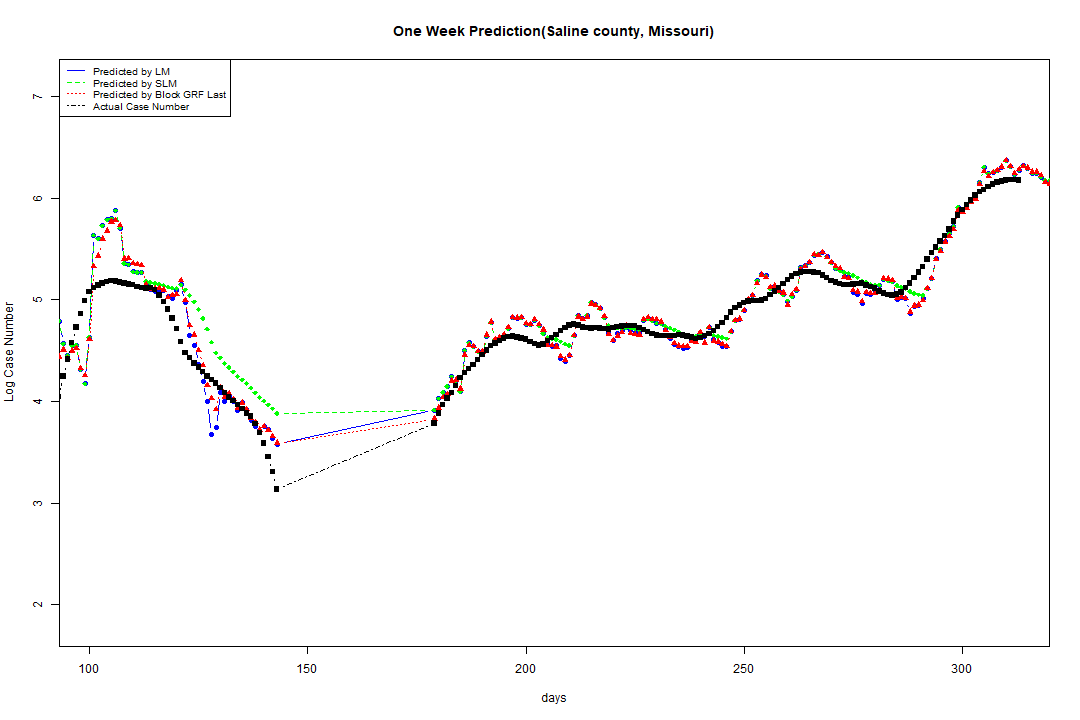 One Week Prediction(Saline county, Missouri)
Predicted by LM
Predicted by SLM
Predicted by Block GRF Last
Actual Case Number
Log Case Number
7
6
5
4
3
2
100
150
200
250
300
days